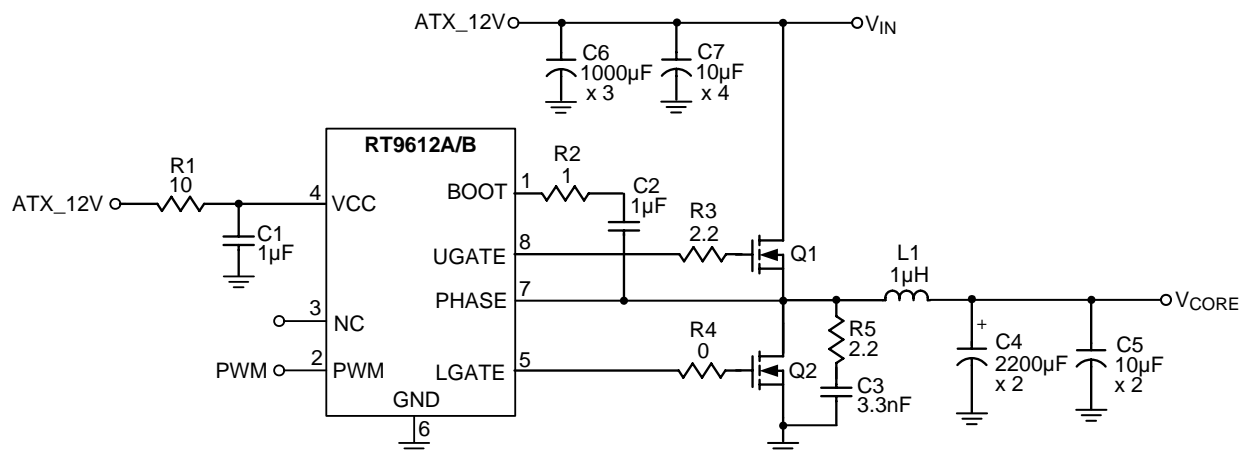 ATX_12V
VIN
C6
1000µF
x 3
C7
10µF
x 4
RT9612A/B
R1
10
ATX_12V
4
VCC
C1
1µF
BOOT
1
R2
1
C2
1µF
UGATE
8
R3
2.2
Q1
PHASE
7
L1
1µH
VCORE
3
NC
PWM
2
PWM
LGATE
5
R4
0
Q2
R5
2.2
C3
3.3nF
+
C4
2200µF
x 2
C5
10µF
x 2
GND
6